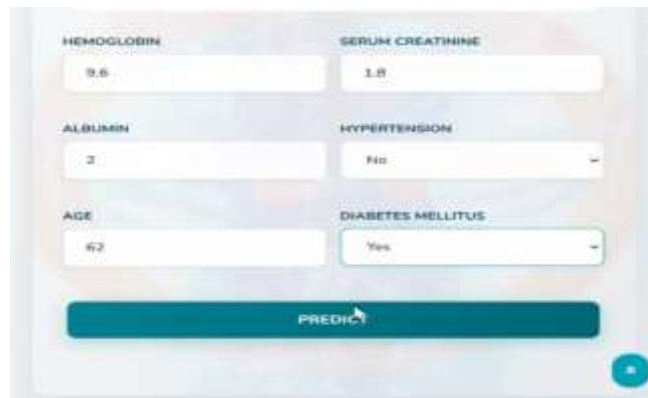 HEMOGLOBIN SERUM CREATININE
9.6 1.8
ALBUMIN HYPERTENSION
2 No
AGE DIABETES MELLITUS
62 Yes
PREDICT